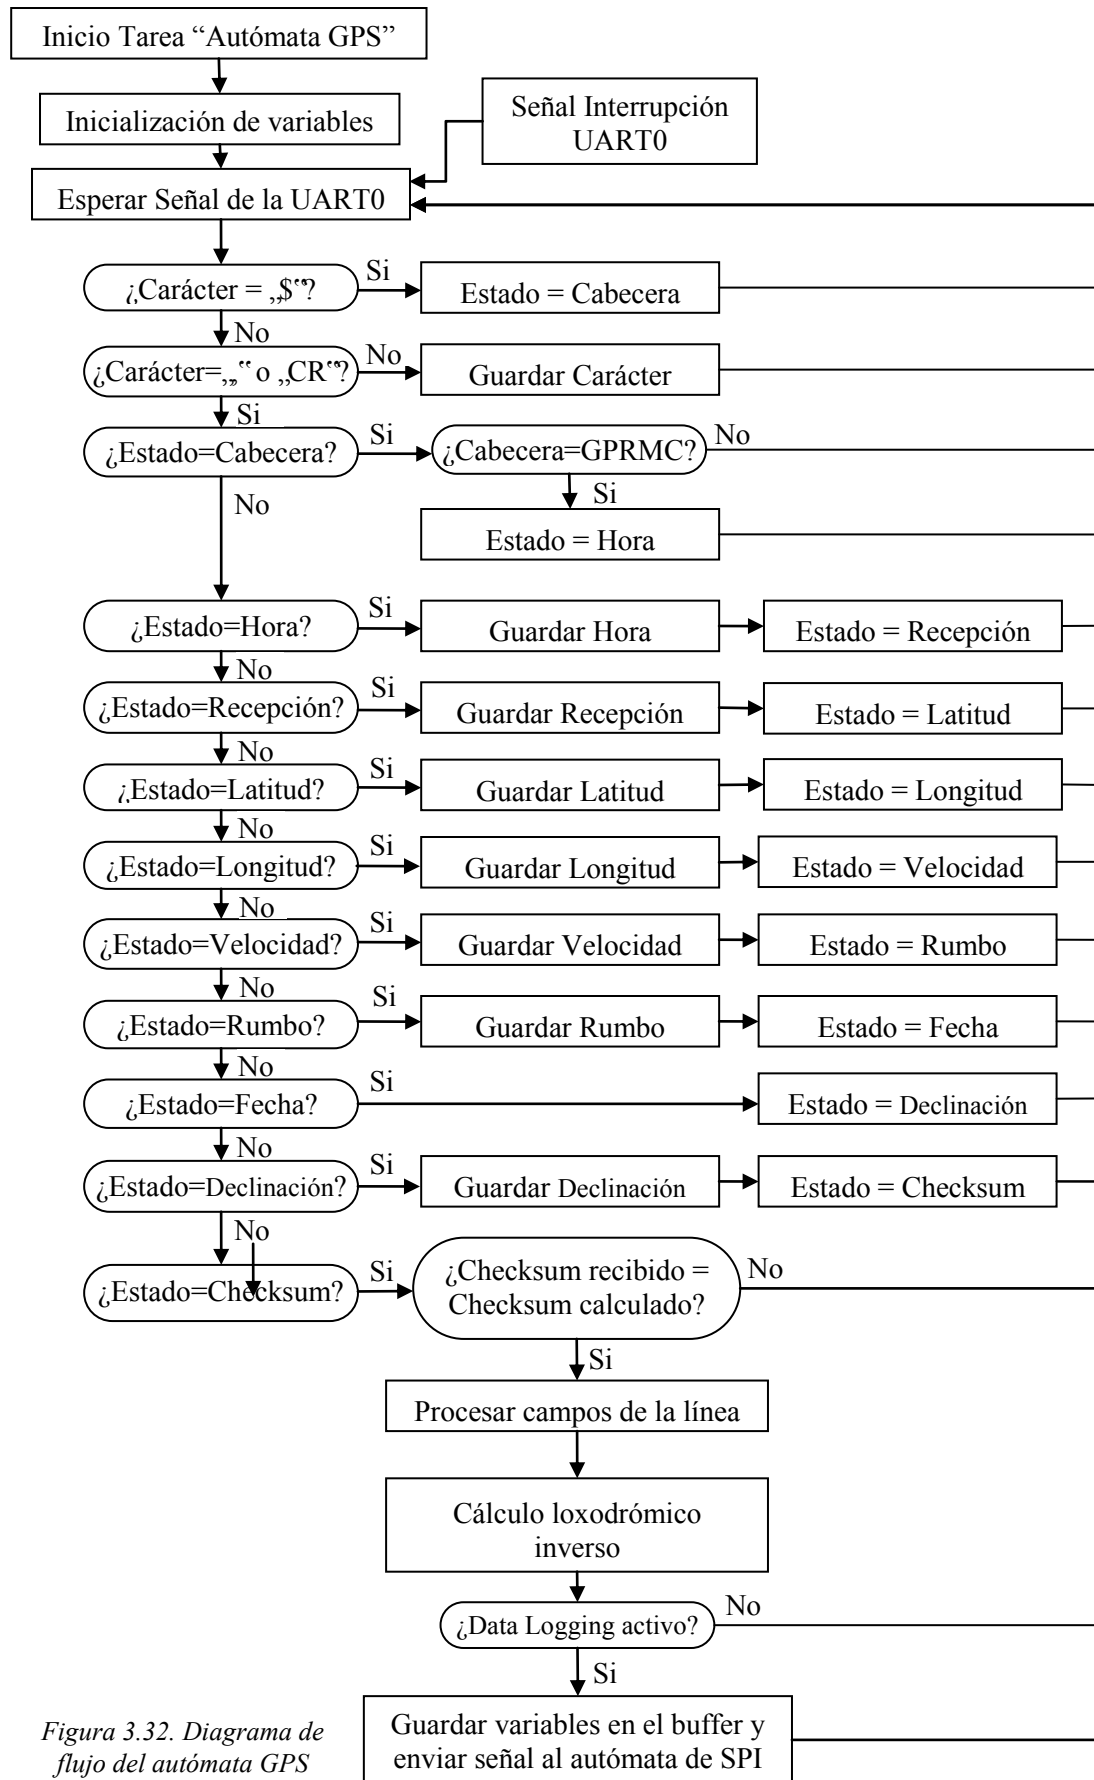 Inicio Tarea “Autómata GPS”
Inicialización de variables
Señal Interrupción
UART0
Esperar Señal de la UART0
¿Carácter = „$‟?
Si
Estado = Cabecera
No
¿Carácter=„,‟ o „CR‟?
No
Guardar Carácter
Si
¿Estado=Cabecera?
Si
¿Cabecera=GPRMC?
No
No
Si
Estado = Hora
¿Estado=Hora?
Si
Guardar Hora
Estado = Recepción
No
¿Estado=Recepción?
Si
Guardar Recepción
Estado = Latitud
No
¿Estado=Latitud?
Si
Guardar Latitud
Estado = Longitud
No
¿Estado=Longitud?
Si
Guardar Longitud
Estado = Velocidad
No
¿Estado=Velocidad?
Si
Guardar Velocidad
Estado = Rumbo
No
¿Estado=Rumbo?
Si
Guardar Rumbo
Estado = Fecha
No
¿Estado=Fecha?
Si
Estado = Declinación
No
¿Estado=Declinación?
Si
Guardar Declinación
Estado = Checksum
No
¿Estado=Checksum?
Si
¿Checksum recibido =
Checksum calculado?
No
Si
Procesar campos de la línea
Cálculo loxodrómico
inverso
¿Data Logging activo?
No
Si
Guardar variables en el buffer y
enviar señal al autómata de SPI
Figura 3.32. Diagrama de
flujo del autómata GPS